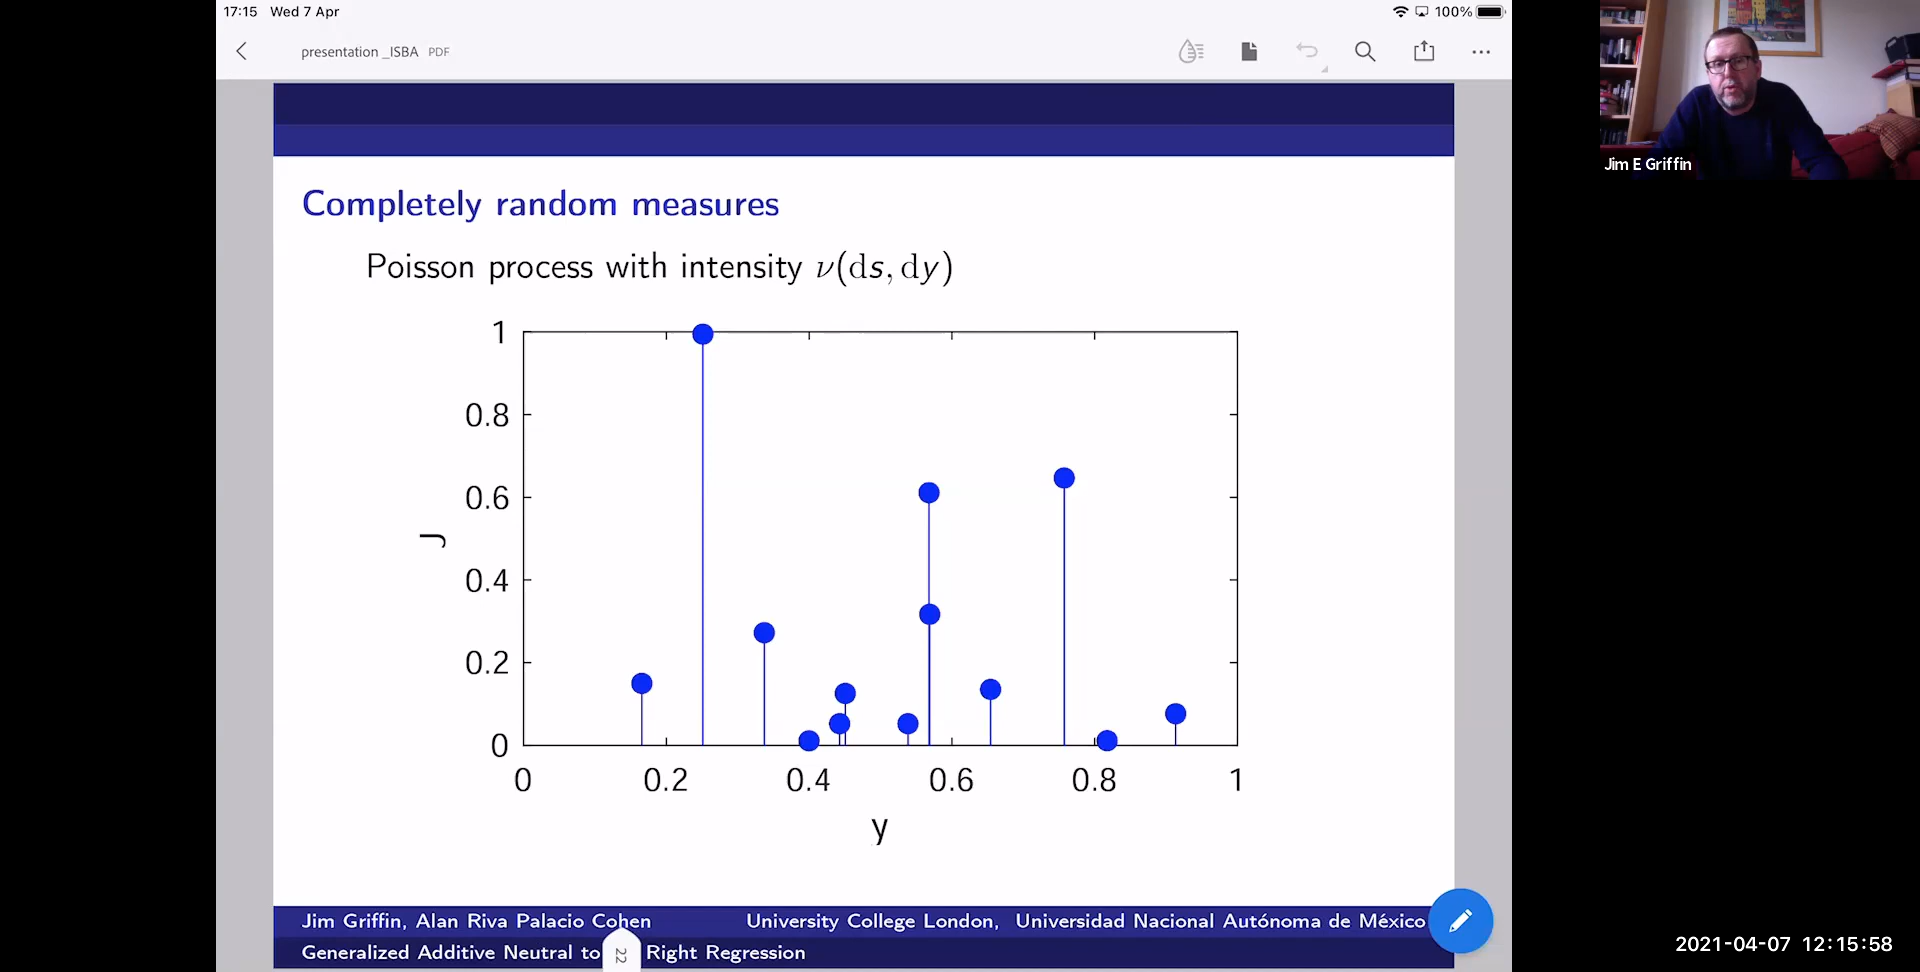 17:15 Wed 7 Apr
100%
presentation _ISBA PDF
Jim E Griffin
Completely random measures
Poisson process with intensity ν(ds, dy)
1
0.8
0.6
0.4
0.2
0
J
0 0.2 0.4 0.6 0.8 1
y
Jim Griffin, Alan Riva Palacio Cohen University College London, Universidad Nacional Autónoma de México
Generalized Additive Neutral to 22 Right Regression
2021-04-07 12:15:58